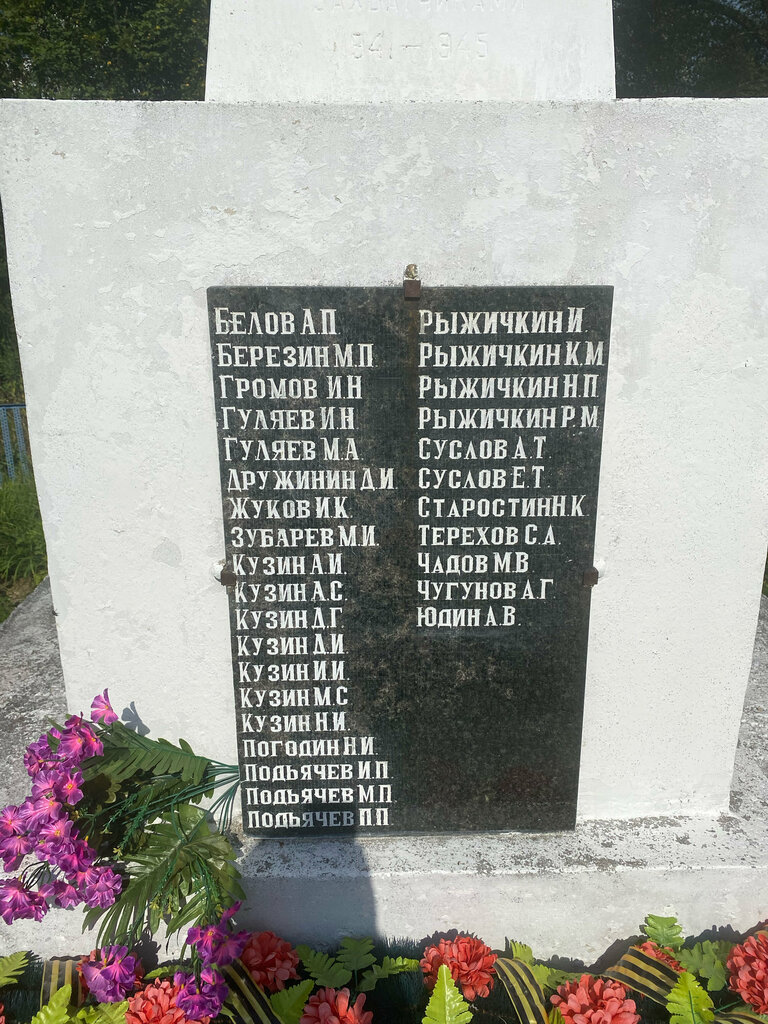 ЗАХВАТЧИКАМИ
1941-1945
БЕЛОВ А.П.
БЕРЕЗИН М.П.
ГРОМОВ И Н
ГУЛЯЕВ И Н
ГУЛЯЕВ М.А.
ДРУЖИНИН Д.И
ЖУКОВ И.К.
ЗУБАРЕВ М.И.
КУЗИН А.И.
КУЗИН А.С.
КУЗИН Д.Г
КУЗИН Д.И
КУЗИН И.И.
КУЗИН М.С
КУЗИН Н.И.
ПОГОДИН Н.И.
ПОДЬЯЧЕВ И.П.
ПОДЬЯЧЕВ М.П
ПОДЬЯЧЕВ П.П
РЫЖИЧКИН И.
РЫЖИЧКИН К.М
РЫЖИЧКИН Н.П
РЫЖИЧКИН Р.М.
СУСЛОВ А.Т.
СУСЛОВ Е.Т.
СТАРОСТИН Н.К.
ТЕРЕХОВ С.А.
ЧАДОВ М.В.
ЧУГУНОВ А.Г
ЮДИН А.В.